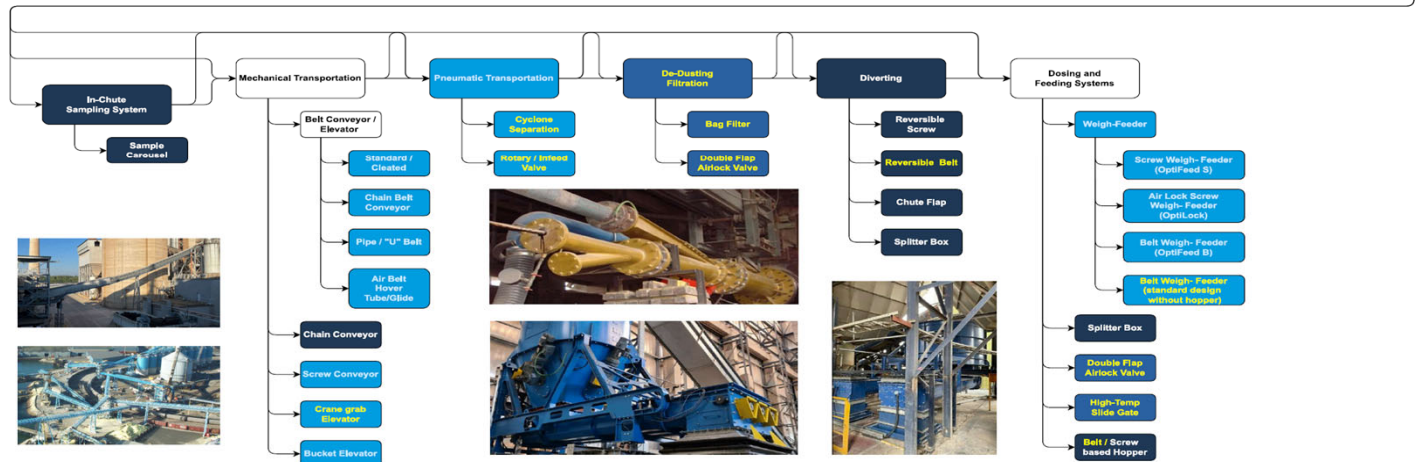 In-Chute
Sampling System
Sample
Carousel
Mechanical Transportation
Belt Conveyor /
Elevator
Standard /
Cleated
Chain Belt
Conveyor
Pipe / "U" Belt
Air Belt
Hover
Tube/Glide
Chain Conveyor
Screw Conveyor
Crane grab
Elevator
Bucket Elevator
Pneumatic Transportation
Cyclone
Separation
Rotary / Infeed
Valve
De-Dusting
Filtration
Bag Filter
Double Flap
Airlock Valve
Diverting
Reversible
Screw
Reversible Belt
Chute Flap
Splitter Box
Dosing and
Feeding Systems
Weigh-Feeder
Screw Weigh- Feeder
(OptiFeed S)
Air Lock Screw
Weigh- Feeder
(OptiLock)
Belt Weigh- Feeder
(OptiFeed B)
Belt Weigh- Feeder
(standard design
without hopper)
Splitter Box
Double Flap
Airlock Valve
High-Temp
Slide Gate
Belt / Screw
based Hopper